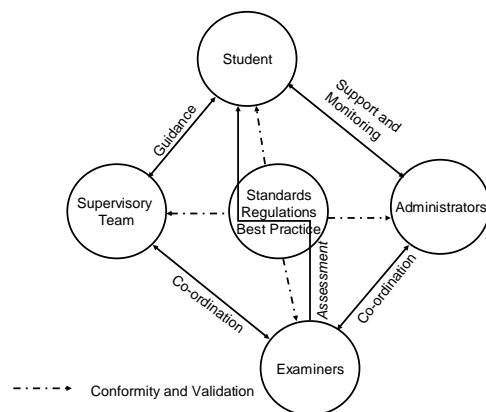 Student
Guidance
Support and
Monitoring
Supervisory
Team
Standards
Regulations
Best Practice
Administrators
Co-ordination
Assessment
Co-ordination
Examiners
Conformity and Validation